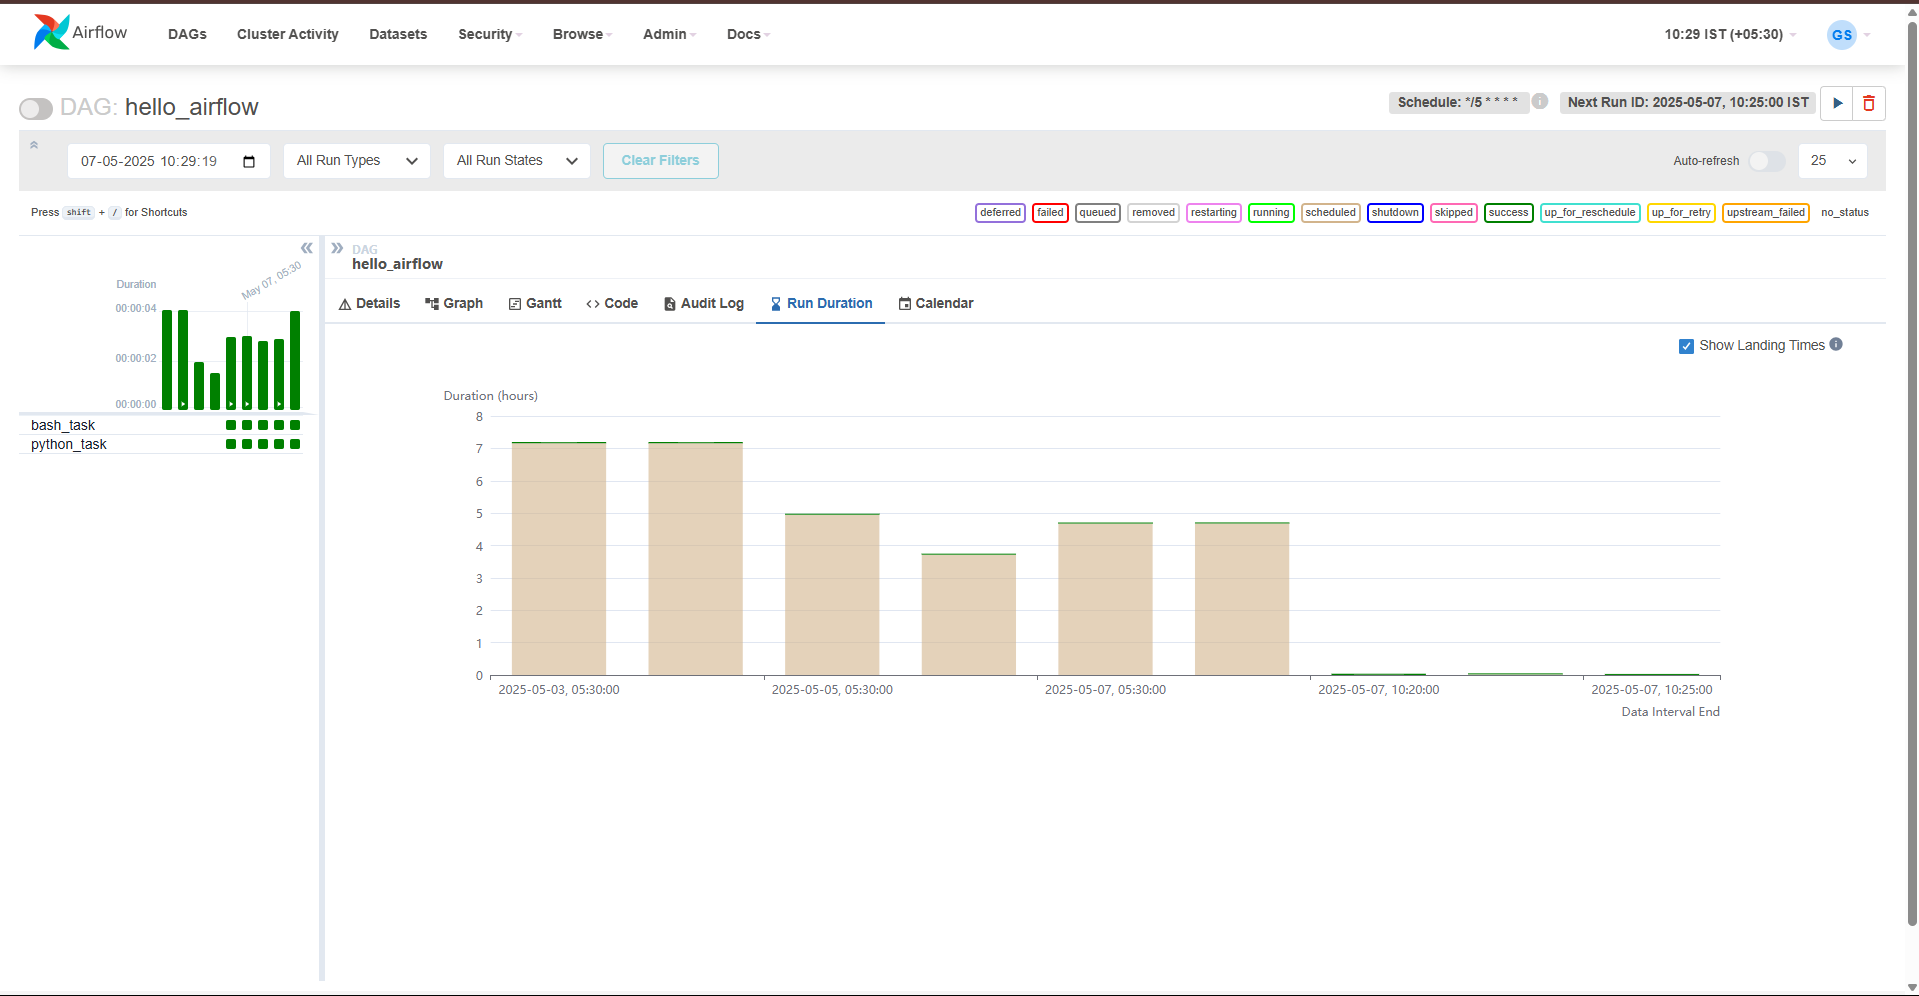 Airflow DAGs Cluster Activity Datasets Security Browse Admin Docs 10:29 IST (+05:30) GS
DAG: hello_airflow Schedule: */5 * * * * Next Run ID: 2025-05-07, 10:25:00 IST
07-05-2025 10:29:19 All Run Types All Run States Clear Filters Auto-refresh 25
Press shift + / for Shortcuts deferred failed queued removed restarting running scheduled shutdown skipped success up_for_reschedule up_for_retry upstream_failed no_status
May 07, 05:30
Duration
00:00:04
00:00:02
00:00:00
bash_task
python_task
DAG
hello_airflow
Details Graph Gantt Code Audit Log Run Duration Calendar
Show Landing Times
Duration (hours)
8
7
6
5
4
3
2
1
0
2025-05-03, 05:30:00 2025-05-05, 05:30:00 2025-05-07, 05:30:00 2025-05-07, 10:20:00 2025-05-07, 10:25:00
Data Interval End